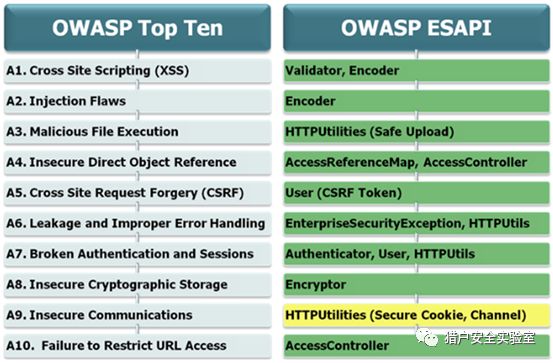 OWASP Top Ten
OWASP ESAPI
A1. Cross Site Scripting (XSS)
Validator, Encoder
A2. Injection Flaws
Encoder
A3. Malicious File Execution
HTTPUtilities (Safe Upload)
A4. Insecure Direct Object Reference
AccessReferenceMap, AccessController
A5. Cross Site Request Forgery (CSRF)
User (CSRF Token)
A6. Leakage and Improper Error Handling
EnterpriseSecurityException, HTTPUtils
A7. Broken Authentication and Sessions
Authenticator, User, HTTPUtils
A8. Insecure Cryptographic Storage
Encryptor
A9. Insecure Communications
HTTPUtilities (Secure Cookie, Channel)
A10. Failure to Restrict URL Access
AccessController
猎户安全实验室